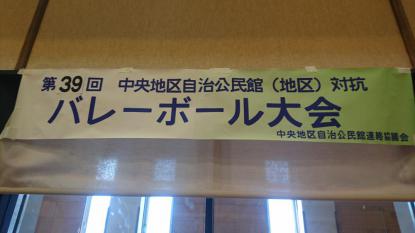 第39回 中央地区自治公民館（地区）対抗
バレーボール大会
中央地区自治公民館連絡協議会